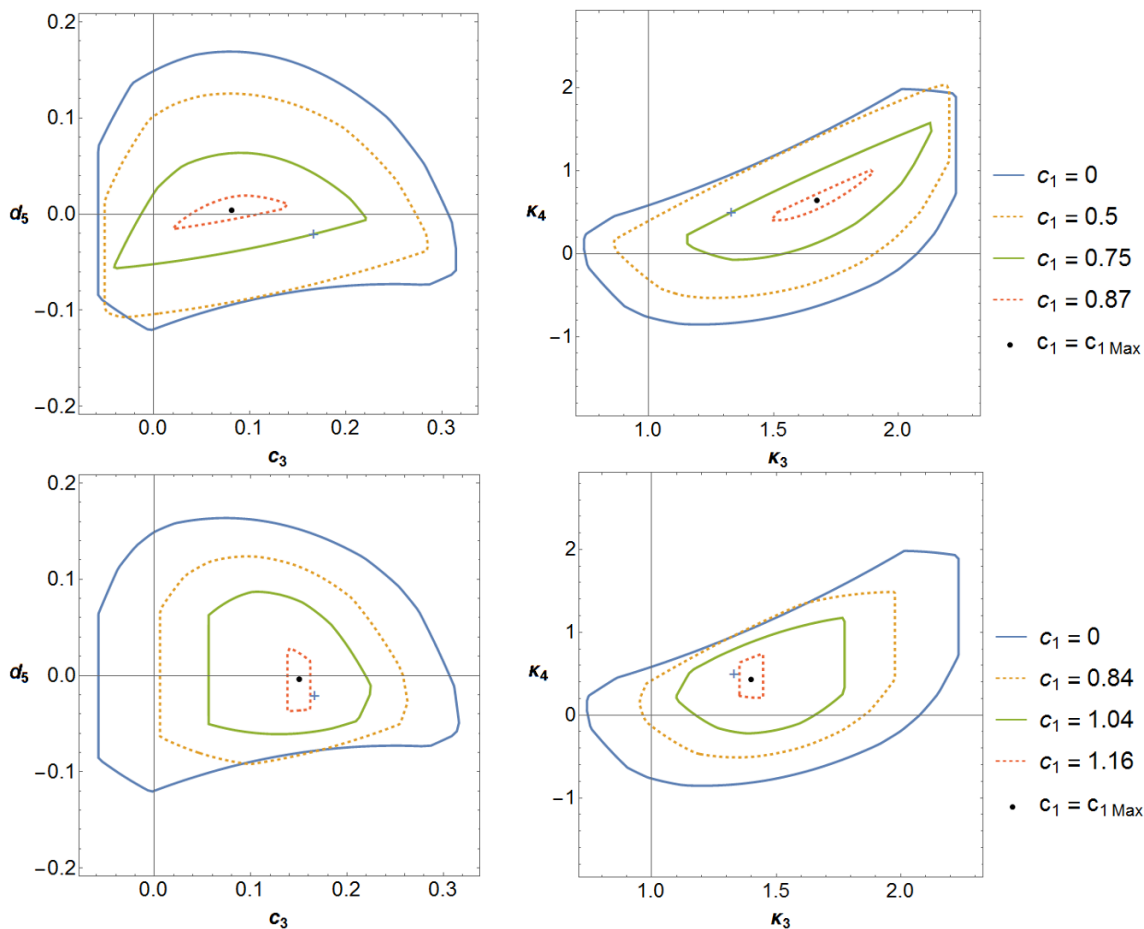 0.2
0.1
0.0
−0.1
−0.2
d5
0.0 0.1 0.2 0.3
c3
2
1
0
−1
κ4
1.0 1.5 2.0
κ3
c1 = 0
c1 = 0.5
c1 = 0.75
c1 = 0.87
c1 = c1 Max
0.2
0.1
0.0
−0.1
−0.2
d5
0.0 0.1 0.2 0.3
c3
2
1
0
−1
κ4
1.0 1.5 2.0
κ3
c1 = 0
c1 = 0.84
c1 = 1.04
c1 = 1.16
c1 = c1 Max